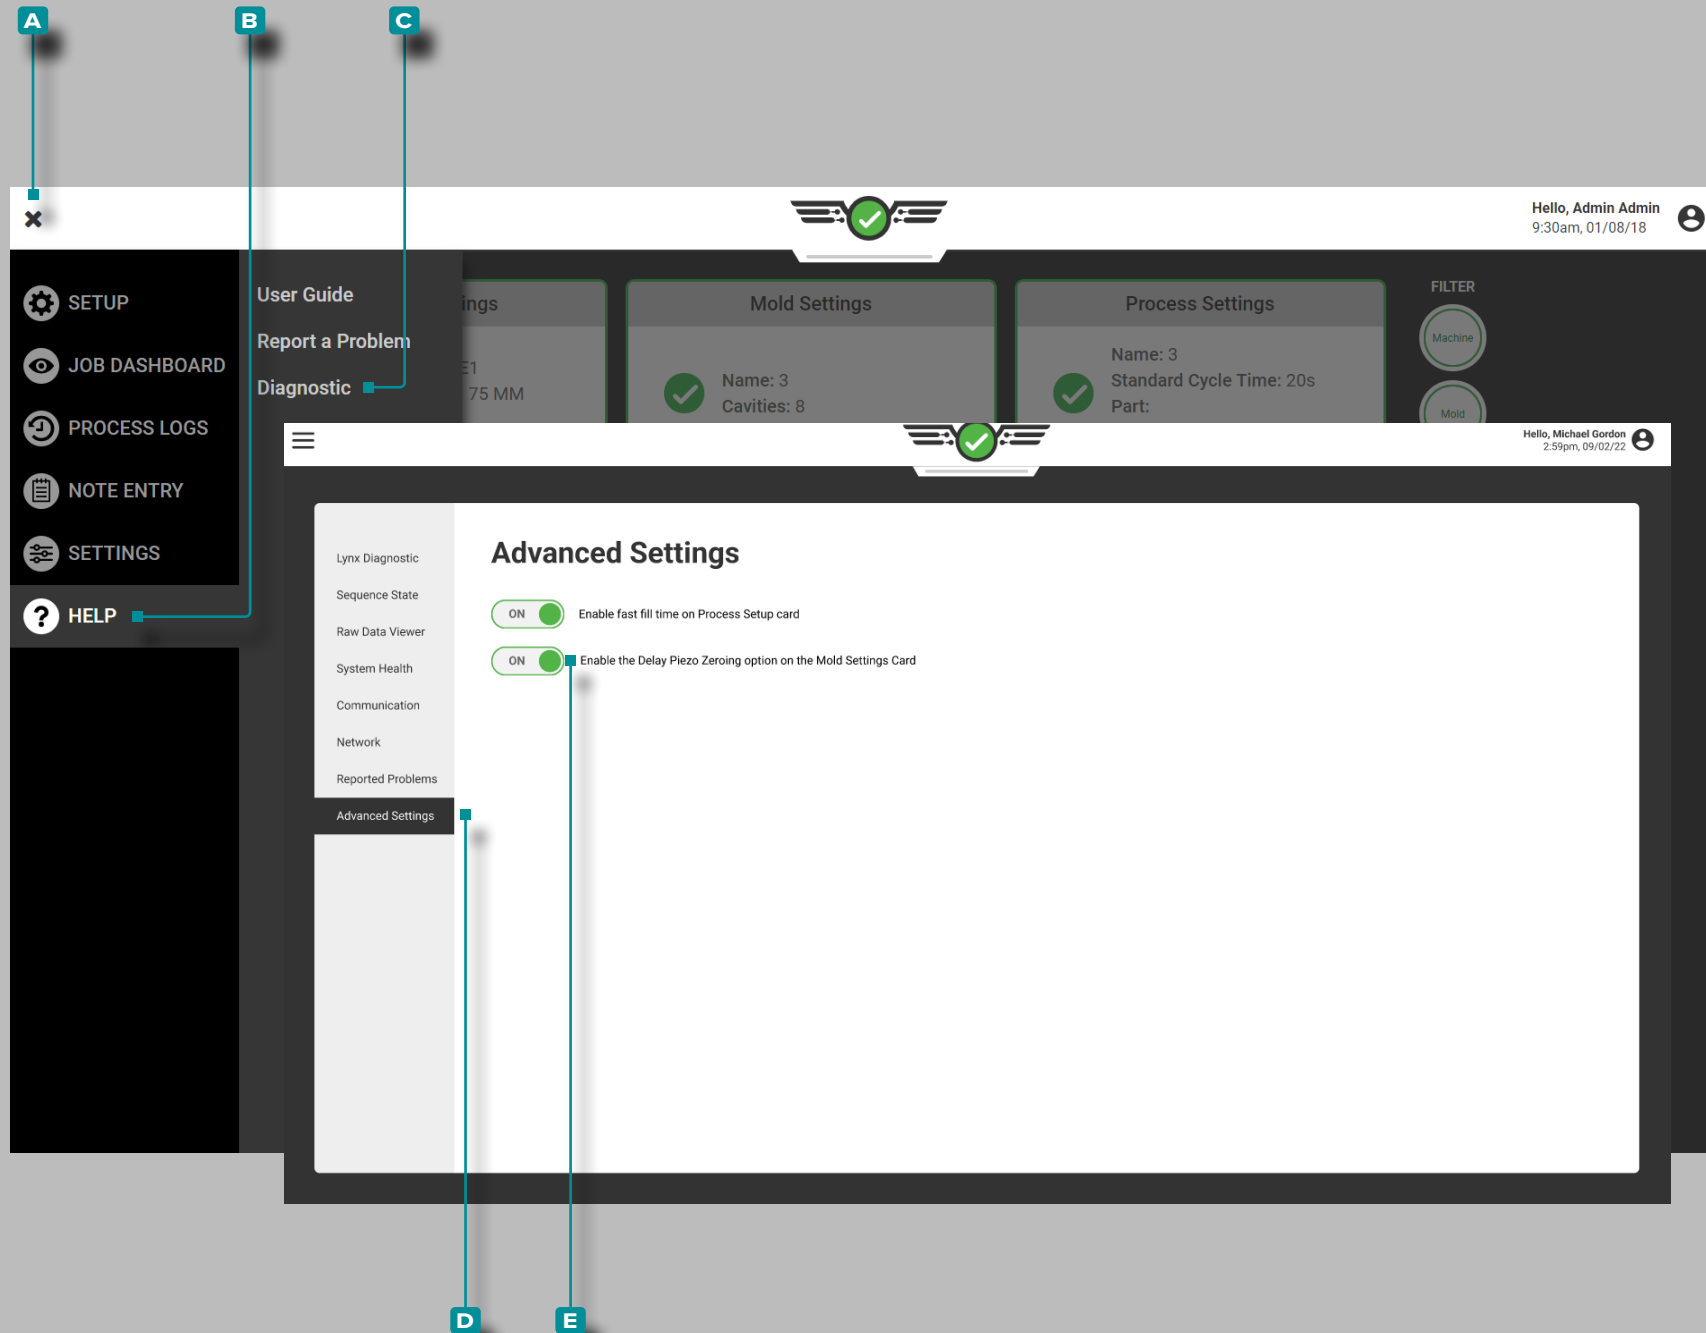 A
B
C
Hello, Admin Admin
9:30am, 01/08/18
SETUP
JOB DASHBOARD
PROCESS LOGS
NOTE ENTRY
SETTINGS
HELP
User Guide
Report a Problem
Diagnostic
ings
E1
75 MM
Mold Settings
Name: 3
Cavities: 8
Process Settings
Name: 3
Standard Cycle Time: 20s
Part:
FILTER
Machine
Mold
Hello, Michael Gordon
2:59pm, 09/02/22
Lynx Diagnostic
Sequence State
Raw Data Viewer
System Health
Communication
Network
Reported Problems
Advanced Settings
Advanced Settings
ON Enable fast fill time on Process Setup card
ON Enable the Delay Piezo Zeroing option on the Mold Settings Card
D
E